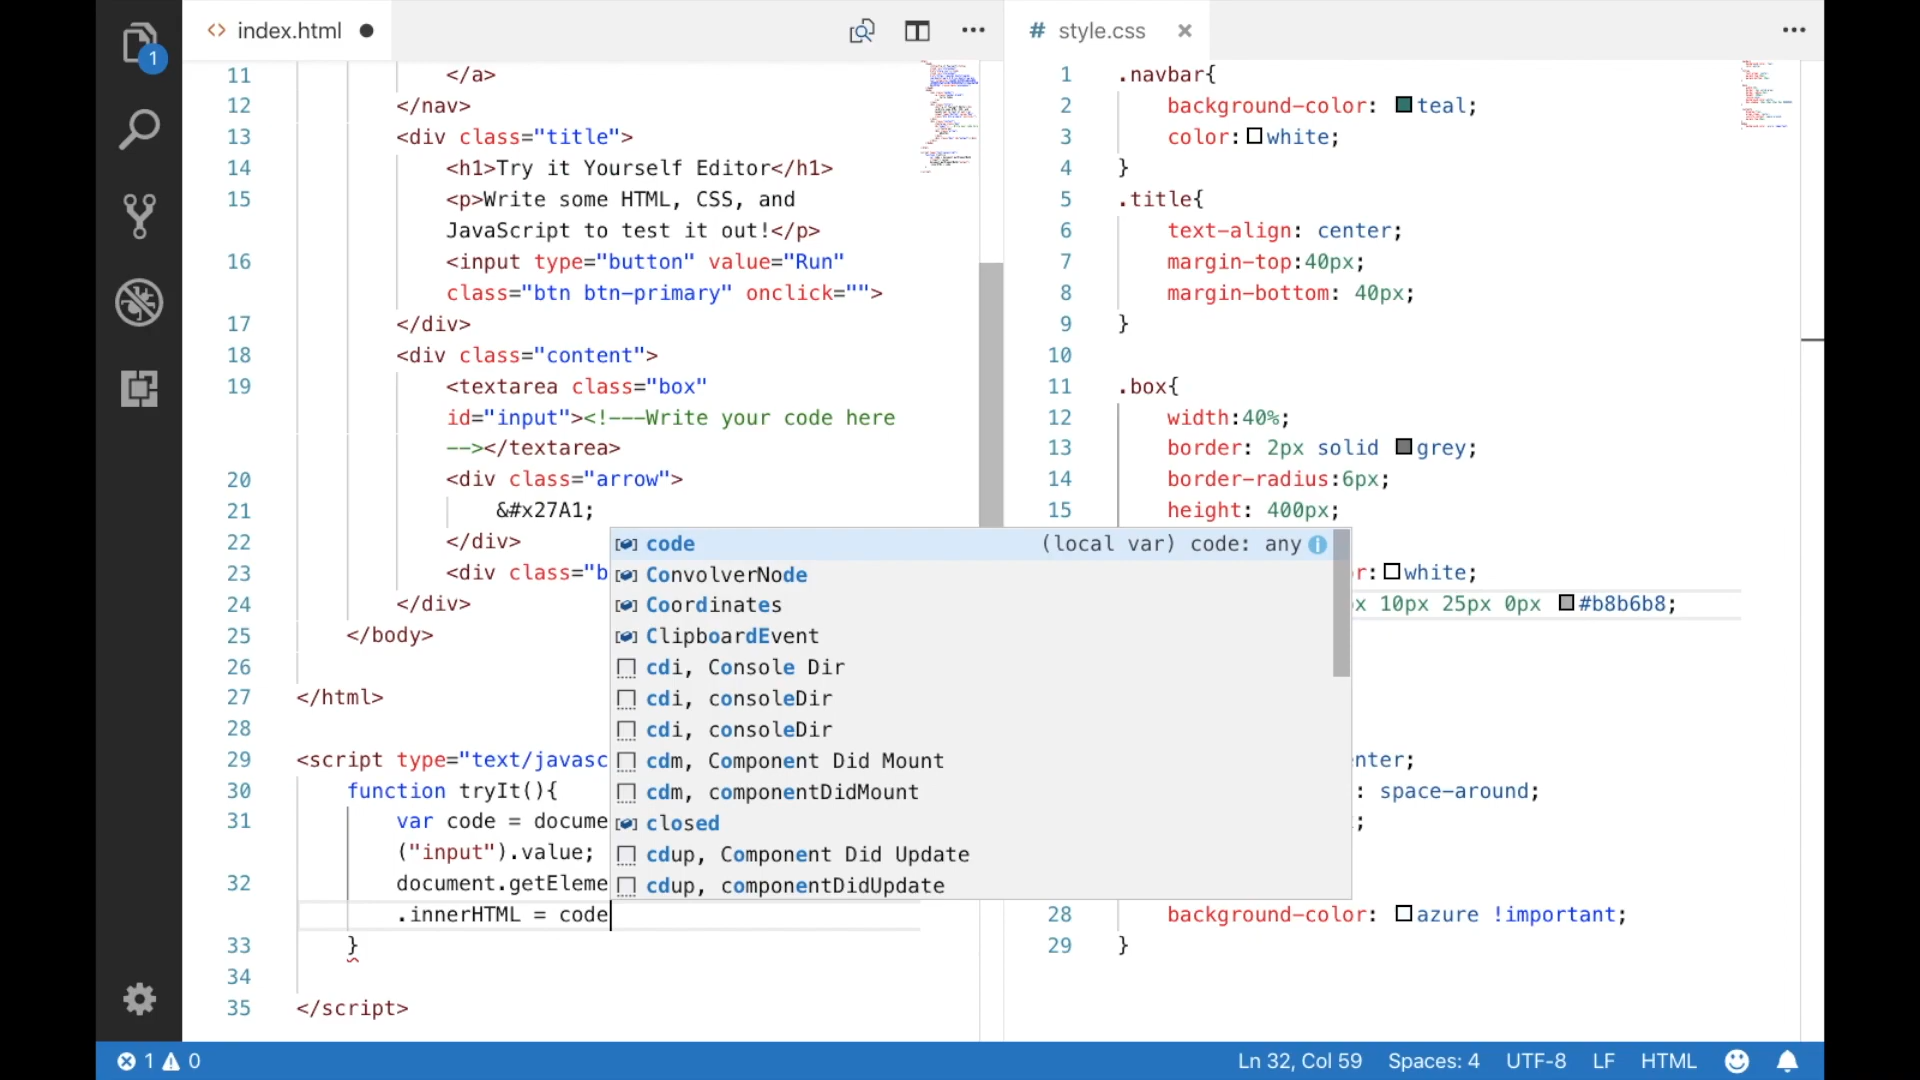 1
<> index.html ●
11 </a>
12 </nav>
13 <div class="title">
14 <h1>Try it Yourself Editor</h1>
15 <p>Write some HTML, CSS, and
JavaScript to test it out!</p>
16 <input type="button" value="Run"
class="btn btn-primary" onclick="">
17 </div>
18 <div class="content">
19 <textarea class="box"
id="input"><!---Write your code here
--></textarea>
20 <div class="arrow">
21 &#x27A1;
22 </div>
23 <div class="b
24 </div>
25 </body>
26
27 </html>
28
29 <script type="text/javasc
30 function tryIt(){
31 var code = docume
("input").value;
32 document.getEleme
.innerHTML = code
33 }
34
35 </script>
code (local var) code: any
ConvolverNode
Coordinates
ClipboardEvent
cdi, Console Dir
cdi, consoleDir
cdi, consoleDir
cdm, Component Did Mount
cdm, componentDidMount
closed
cdup, Component Did Update
cdup, componentDidUpdate
# style.css ×
1 .navbar{
2 background-color: teal;
3 color: white;
4 }
5 .title{
6 text-align: center;
7 margin-top:40px;
8 margin-bottom: 40px;
9 }
10
11 .box{
12 width:40%;
13 border: 2px solid grey;
14 border-radius:6px;
15 height: 400px;
r: white;
x 10px 25px 0px #b8b6b8;
nter;
: space-around;
;
28 background-color: azure !important;
29 }
1 0
Ln 32, Col 59 Spaces: 4 UTF-8 LF HTML